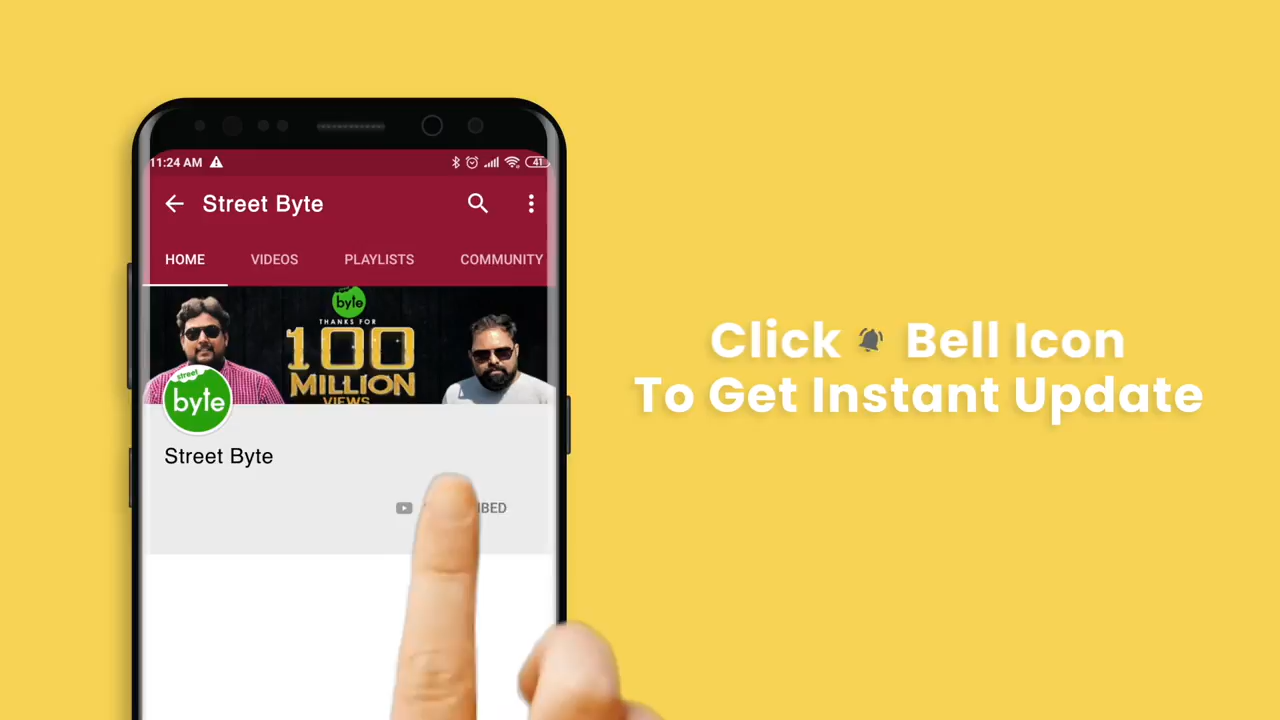 11:24 AM
41
Street Byte
HOME VIDEOS PLAYLISTS COMMUNITY
byte
THANKS FOR
100
MILLION
VIEWS
street
byte
Street Byte
Click Bell Icon
To Get Instant Update